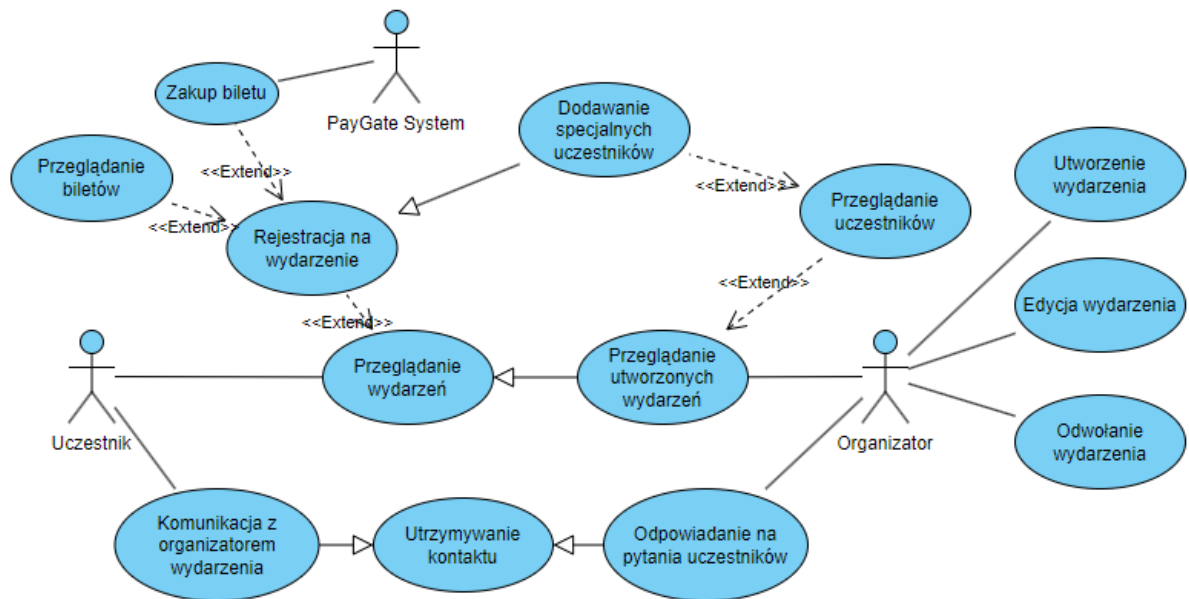 Zakup biletu
PayGate System
Dodawanie
specjalnych
uczestników
Przeglądanie
biletów
<<Extend>>
<<Extend>>
<<Extend>>
Utworzenie
wydarzenia
Przeglądanie
uczestników
Rejestracja na
wydarzenie
<<Extend>>
<<Extend>>
Edycja wydarzenia
Przeglądanie
wydarzeń
Przeglądanie
utworzonych
wydarzeń
Uczestnik
Organizator
Odwołanie
wydarzenia
Komunikacja z
organizatorem
wydarzenia
Utrzymywanie
kontaktu
Odpowiadanie na
pytania uczestników